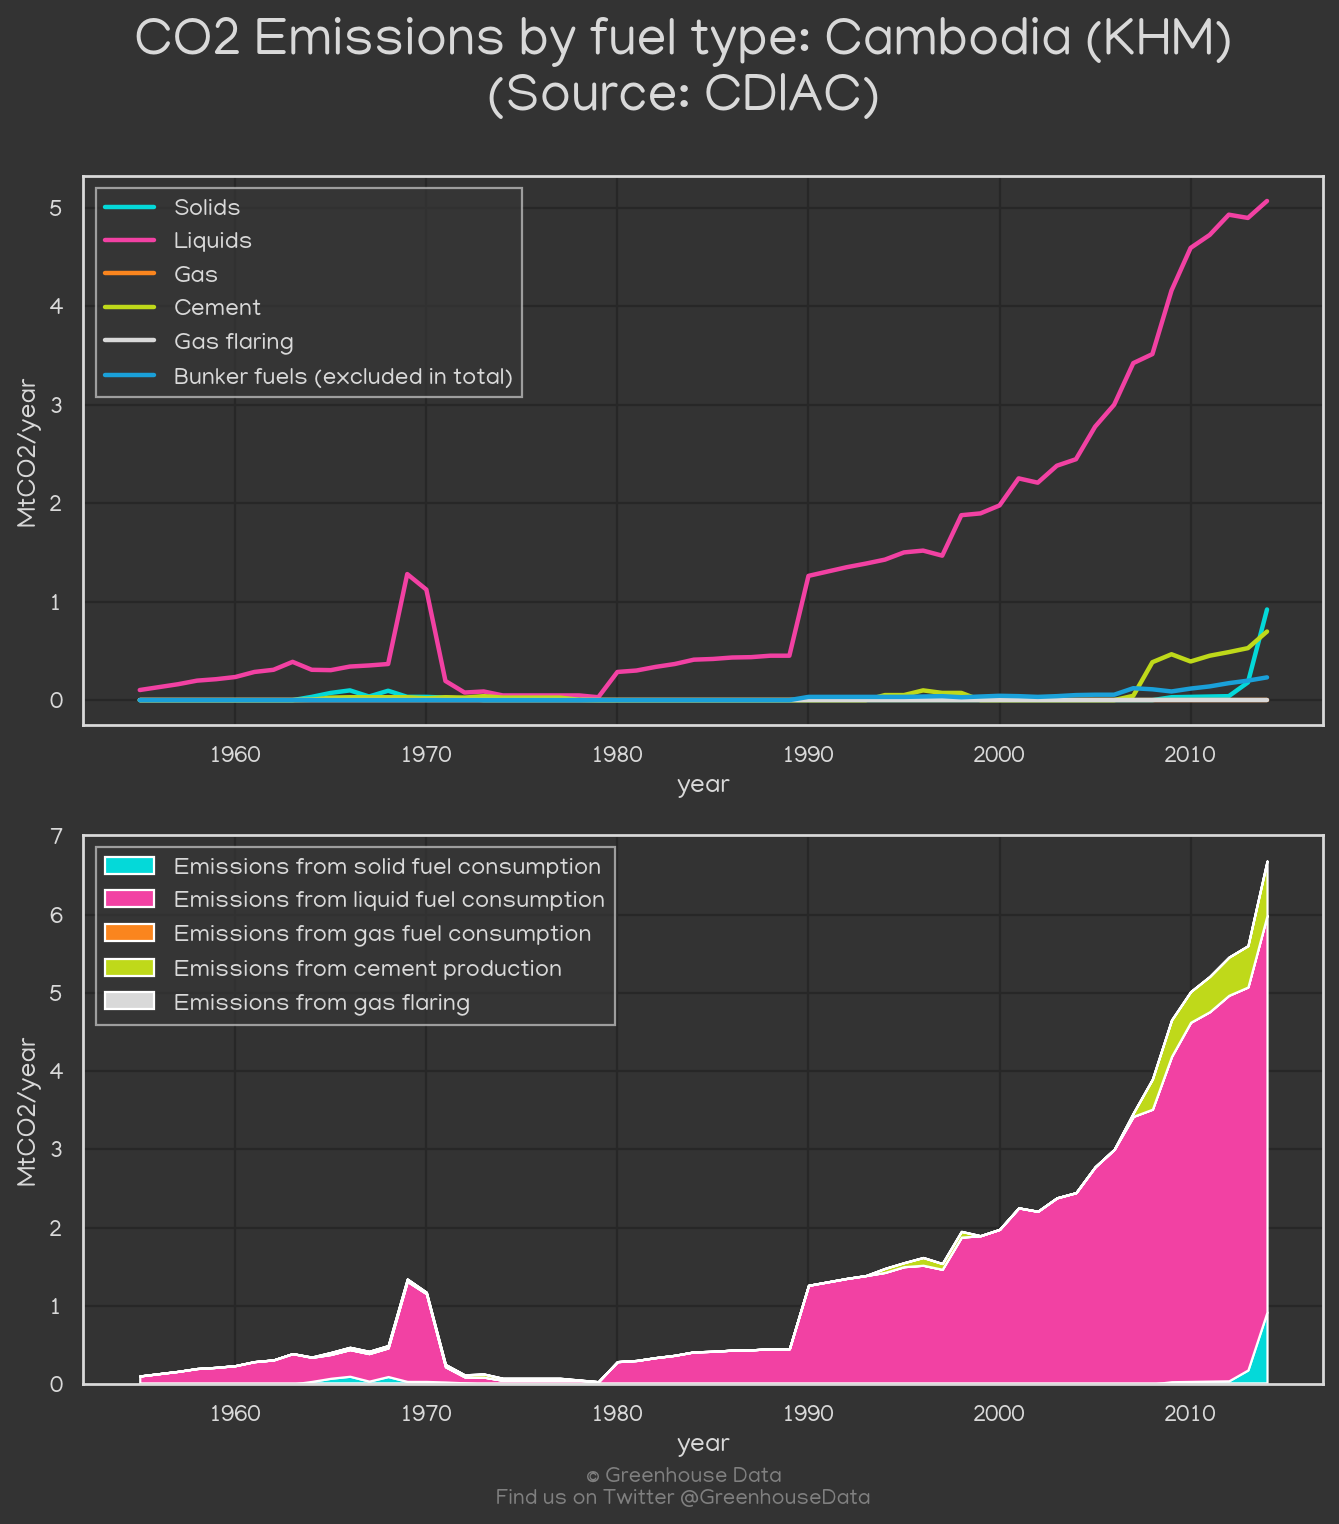 CO2 Emissions by fuel type: Cambodia (KHM)
(Source: CDIAC)
5
4
3
2
1
0
MtCO2/year
Solids
Liquids
Gas
Cement
Gas flaring
Bunker fuels (excluded in total)
1960 1970 1980 1990 2000 2010
year
7
6
5
4
3
2
1
0
MtCO2/year
Emissions from solid fuel consumption
Emissions from liquid fuel consumption
Emissions from gas fuel consumption
Emissions from cement production
Emissions from gas flaring
1960 1970 1980 1990 2000 2010
year
© Greenhouse Data
Find us on Twitter @GreenhouseData